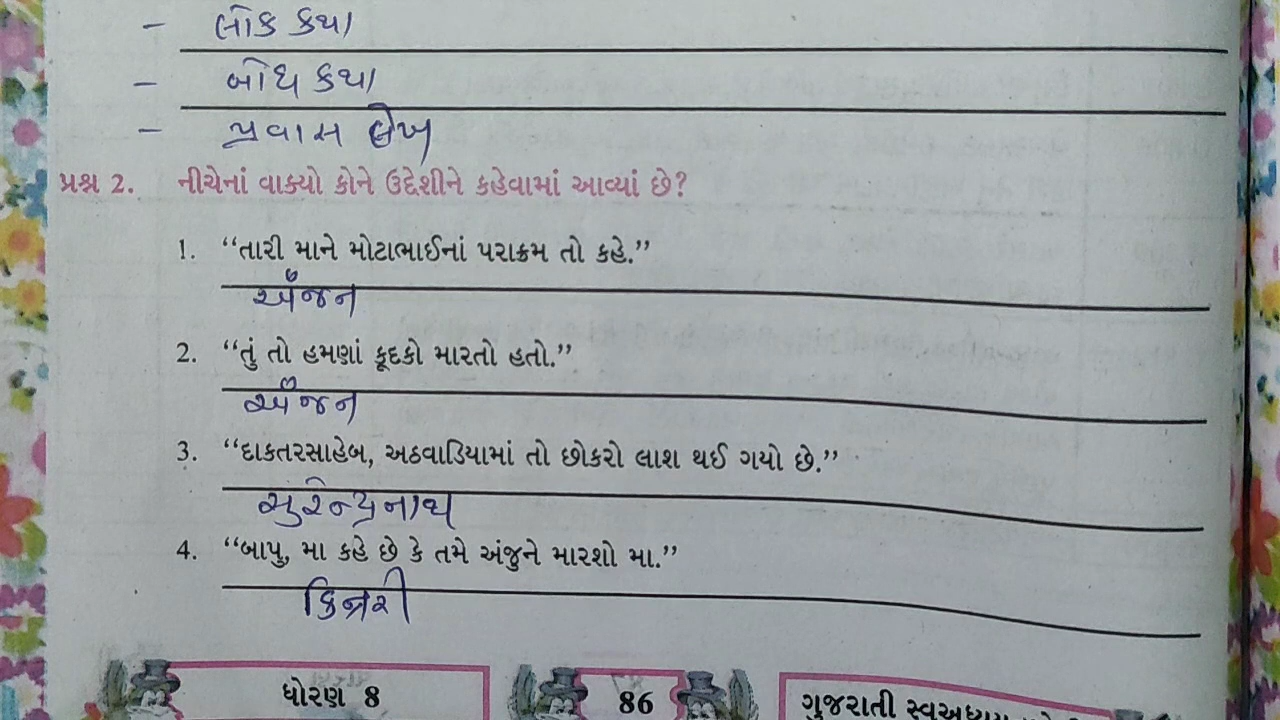 - લોક કથા
- બોધ કથા
- પ્રવાસ લેખ
પ્રશ્ન 2. નીચેનાં વાક્યો કોને ઉદ્દેશીને કહેવામાં આવ્યાં છે?
1. “તારી માને મોટાભાઈનાં પરાક્રમ તો કહે.”
અઁજન
2. “તું તો હમણાં કૂદકો મારતો હતો.”
અઁજન
3. “દાકતરસાહેબ, અઠવાડિયામાં તો છોકરો લાશ થઈ ગયો છે.”
સુરેન્દ્રનાથ
4. “બાપુ, મા કહે છે કે તમે અંજુને મારશો મા.”
કિન્નરી
ધોરણ 8
86
ગુજરાતી સ્વઅધ્યયન